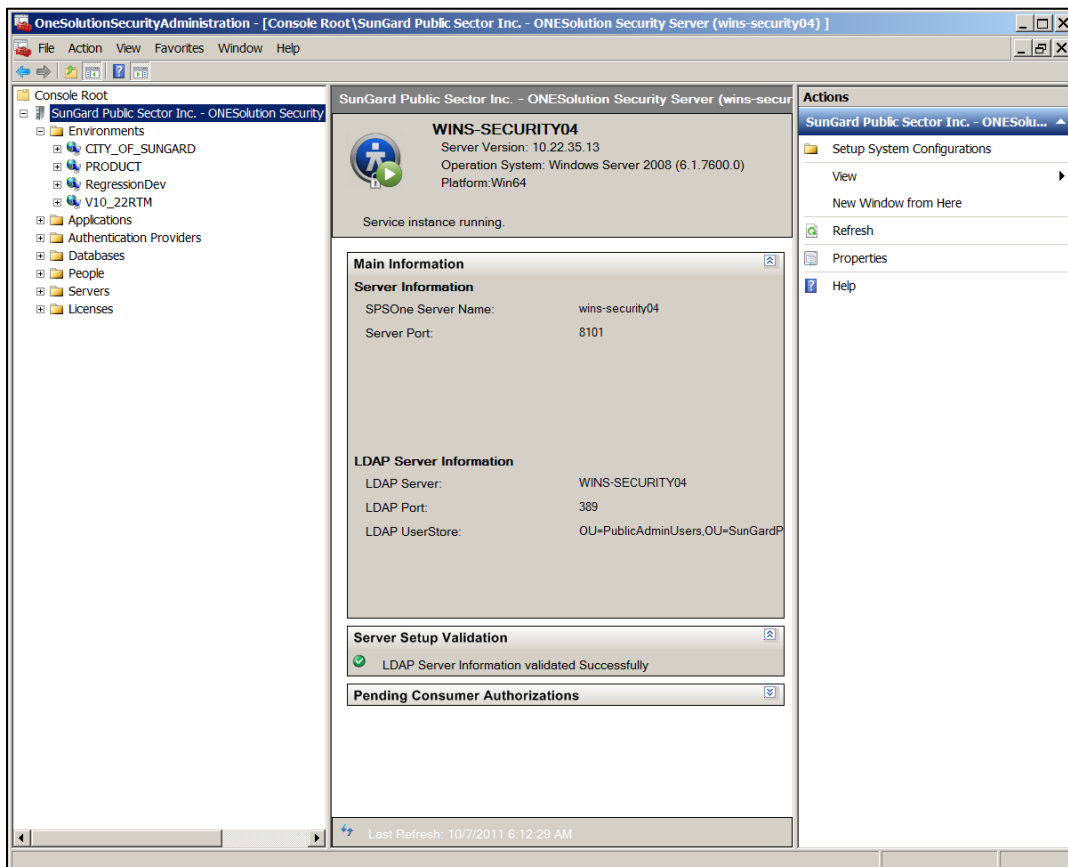 OneSolutionSecurityAdministration - [Console Root\SunGard Public Sector Inc. - ONESolution Security Server (wins-security04) ]
File Action View Favorites Window Help
Console Root
SunGard Public Sector Inc. - ONESolution Security
Environments
CITY_OF_SUNGARD
PRODUCT
RegressionDev
V10_22RTM
Applications
Authentication Providers
Databases
People
Servers
Licenses
SunGard Public Sector Inc. - ONESolution Security Server (wins-secur
WINS-SECURITY04
Server Version: 10.22.35.13
Operation System: Windows Server 2008 (6.1.7600.0)
Platform:Win64
Service instance running.
Main Information
Server Information
SPSOne Server Name: wins-security04
Server Port: 8101
LDAP Server Information
LDAP Server: WINS-SECURITY04
LDAP Port: 389
LDAP UserStore: OU=PublicAdminUsers,OU=SunGardP
Server Setup Validation
LDAP Server Information validated Successfully
Pending Consumer Authorizations
Last Refresh: 10/7/2011 6:12:29 AM
Actions
SunGard Public Sector Inc. - ONESolu...
Setup System Configurations
View
New Window from Here
Refresh
Properties
Help